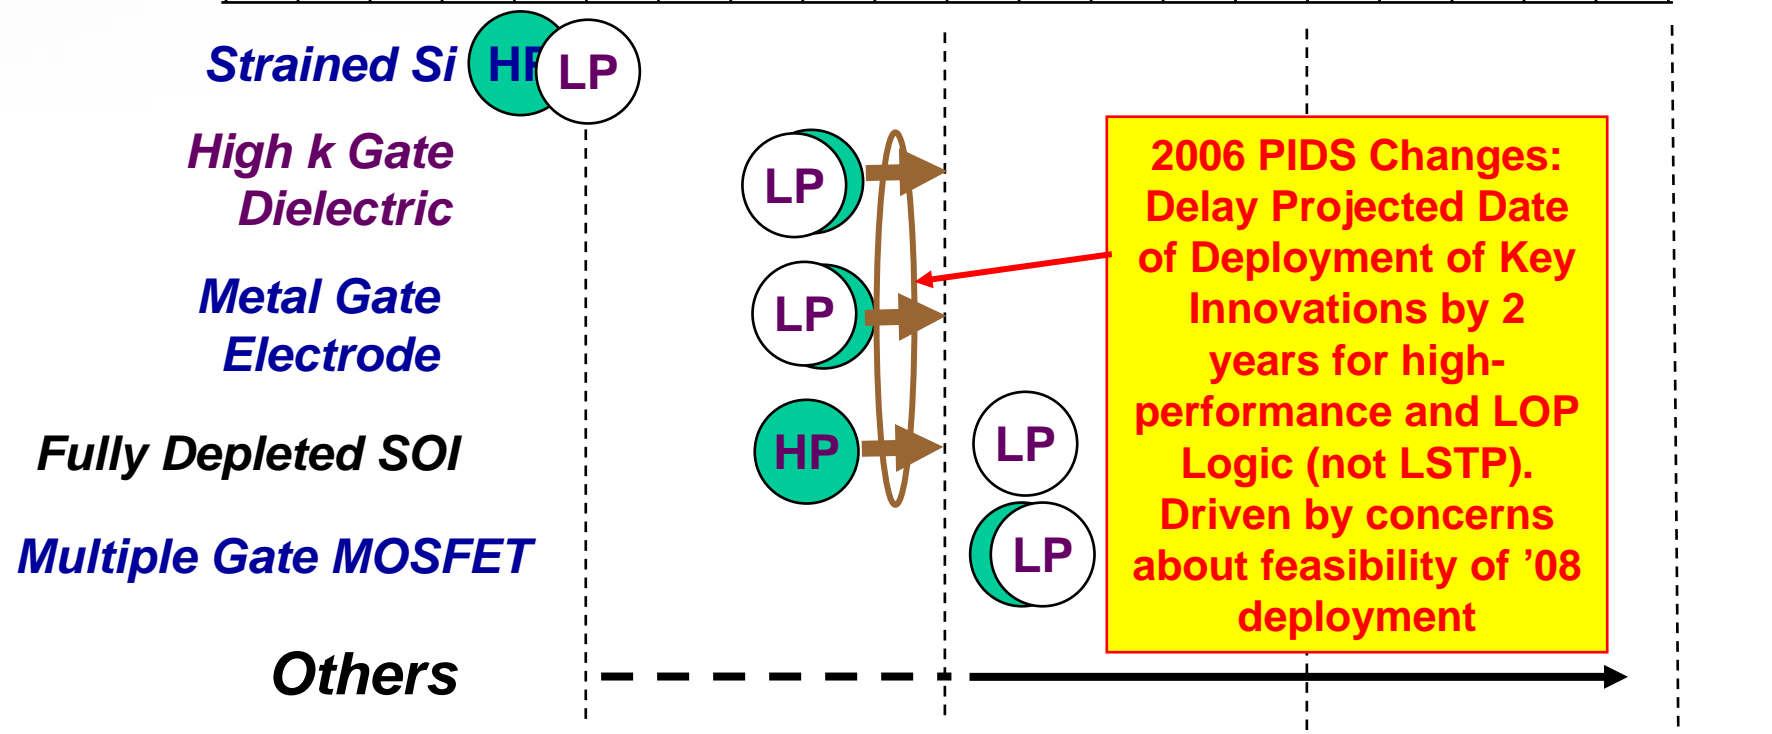 Strained Si
HP
LP
High k Gate
Dielectric
LP
Metal Gate
Electrode
LP
Fully Depleted SOI
HP
LP
Multiple Gate MOSFET
LP
Others
2006 PIDS Changes:
Delay Projected Date
of Deployment of Key
Innovations by 2
years for high-
performance and LOP
Logic (not LSTP).
Driven by concerns
about feasibility of ’08
deployment